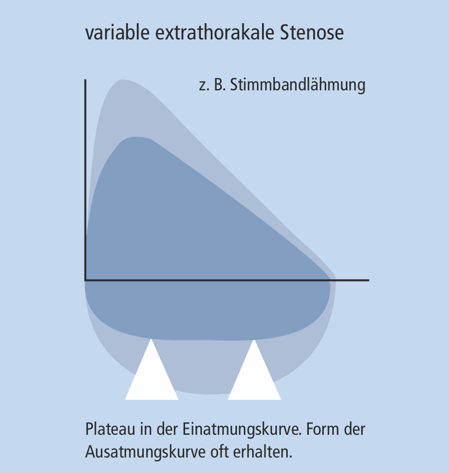 variable extrathorakale Stenose
z. B. Stimmbandlähmung
Plateau in der Einatmungskurve. Form der
Ausatmungskurve oft erhalten.